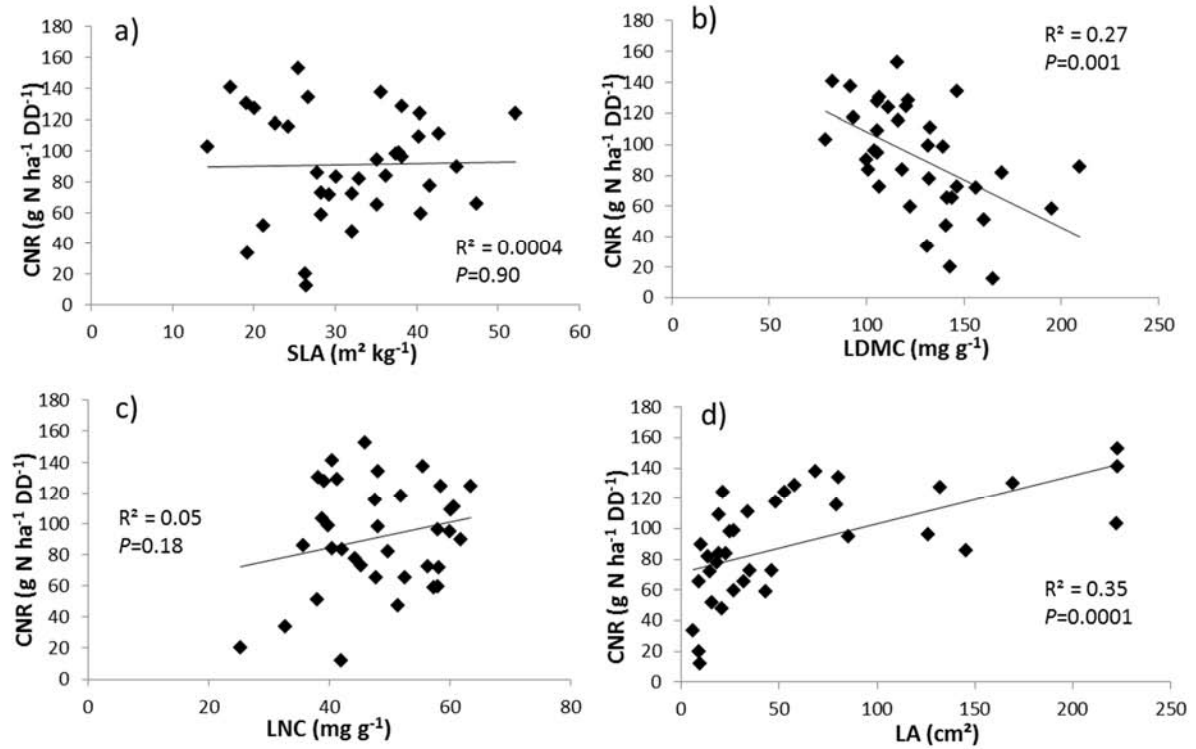 a)
CNR (g N ha⁻¹ DD⁻¹)
180
160
140
120
100
80
60
40
20
0
R² = 0.0004
P=0.90
0 10 20 30 40 50 60
SLA (m² kg⁻¹)
b)
CNR (g N ha⁻¹ DD⁻¹)
180
160
140
120
100
80
60
40
20
0
R² = 0.27
P=0.001
0 50 100 150 200 250
LDMC (mg g⁻¹)
c)
CNR (g N ha⁻¹ DD⁻¹)
180
160
140
120
100
80
60
40
20
0
R² = 0.05
P=0.18
0 20 40 60 80
LNC (mg g⁻¹)
d)
CNR (g N ha⁻¹ DD⁻¹)
180
160
140
120
100
80
60
40
20
0
R² = 0.35
P=0.0001
0 50 100 150 200 250
LA (cm²)